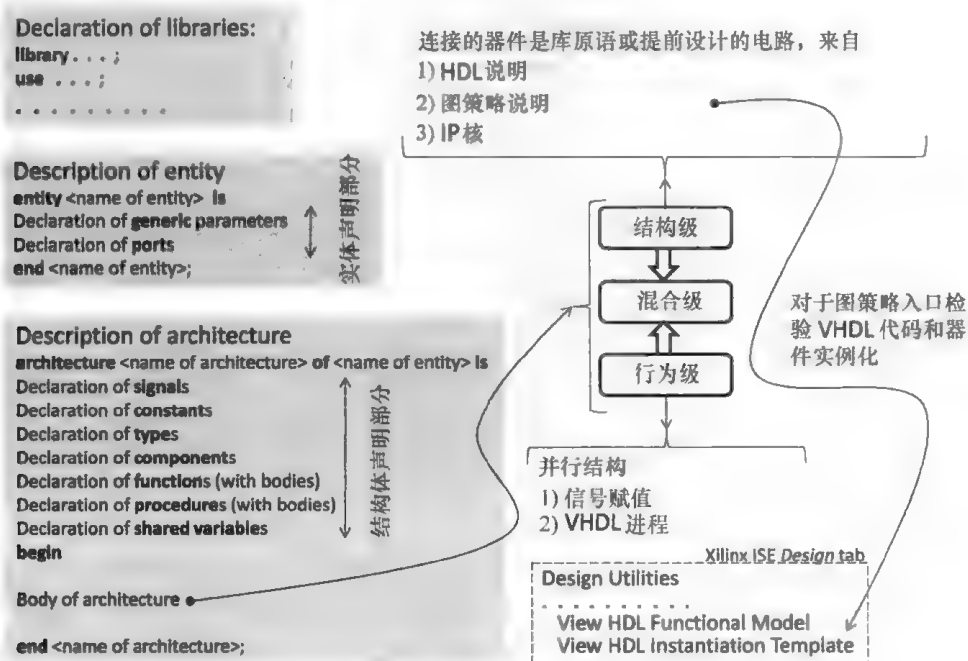 Declaration of libraries:
library . . . ;
use . . . ;
. . . . . . . . .
Description of entity
entity <name of entity> is
Declaration of generic parameters
Declaration of ports
end <name of entity>;
实体声明部分
Description of architecture
architecture <name of architecture> of <name of entity> is
Declaration of signals
Declaration of constants
Declaration of types
Declaration of components
Declaration of functions (with bodies)
Declaration of procedures (with bodies)
Declaration of shared variables
begin
Body of architecture
end <name of architecture>;
结构体声明部分
连接的器件是库原语或提前设计的电路，来自
1) HDL说明
2) 图策略说明
3) IP核
结构级
混合级
行为级
对于图策略入口检
验 VHDL 代码和器
件实例化
并行结构
1) 信号赋值
2) VHDL 进程
Xilinx ISE Design tab
Design Utilities
. . . . . . . . . .
View HDL Functional Model
View HDL Instantiation Template